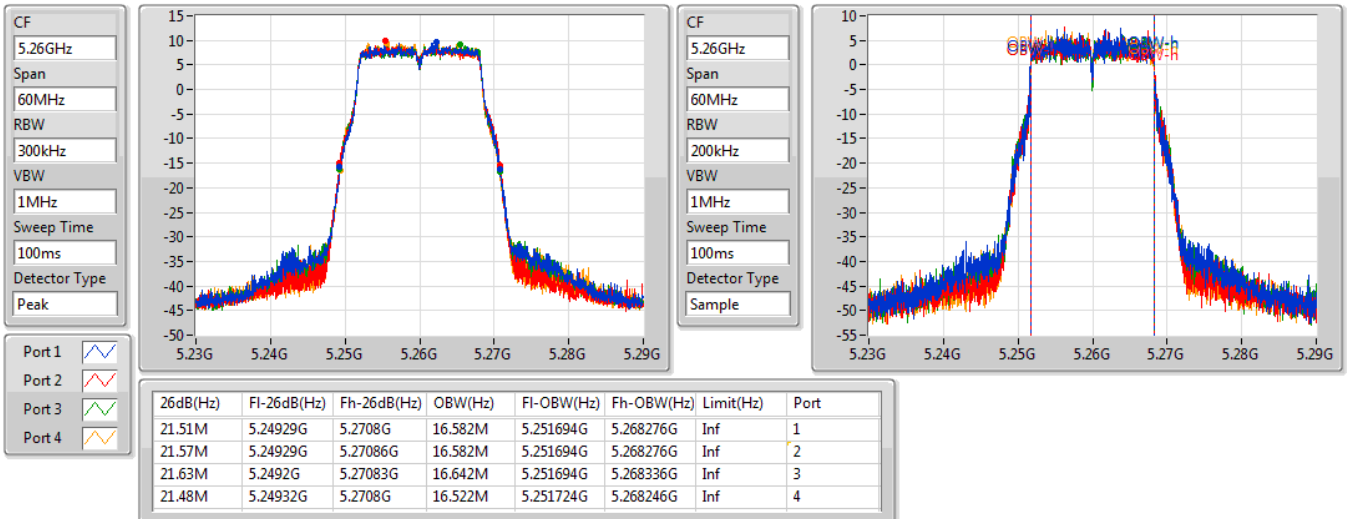 CF
5.26GHz
Span
60MHz
RBW
300kHz
VBW
1MHz
Sweep Time
100ms
Detector Type
Peak
15-
10-
5-
0-
-5-
-10-
-15-
-20-
-25-
-30-
-35-
-40-
-45-
-50-
5.23G 5.24G 5.25G 5.26G 5.27G 5.28G 5.29G
CF
5.26GHz
Span
60MHz
RBW
200kHz
VBW
1MHz
Sweep Time
100ms
Detector Type
Sample
10-
5-
0-
-5-
-10-
-15-
-20-
-25-
-30-
-35-
-40-
-45-
-50-
-55-
5.23G 5.24G 5.25G 5.26G 5.27G 5.28G 5.29G
Port 1
Port 2
Port 3
Port 4
26dB(Hz) Fl-26dB(Hz) Fh-26dB(Hz) OBW(Hz) Fl-OBW(Hz) Fh-OBW(Hz) Limit(Hz) Port
21.51M 5.24929G 5.2708G 16.582M 5.251694G 5.268276G Inf 1
21.57M 5.24929G 5.27086G 16.582M 5.251694G 5.268276G Inf 2
21.63M 5.2492G 5.27083G 16.642M 5.251694G 5.268336G Inf 3
21.48M 5.24932G 5.2708G 16.522M 5.251724G 5.268246G Inf 4